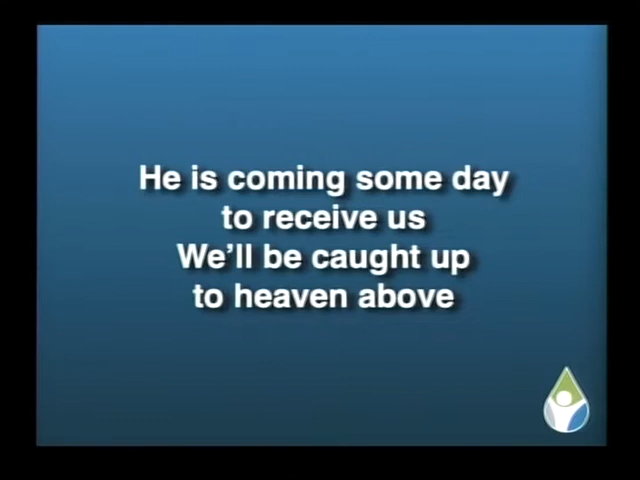 He is coming some day
to receive us
We'll be caught up
to heaven above